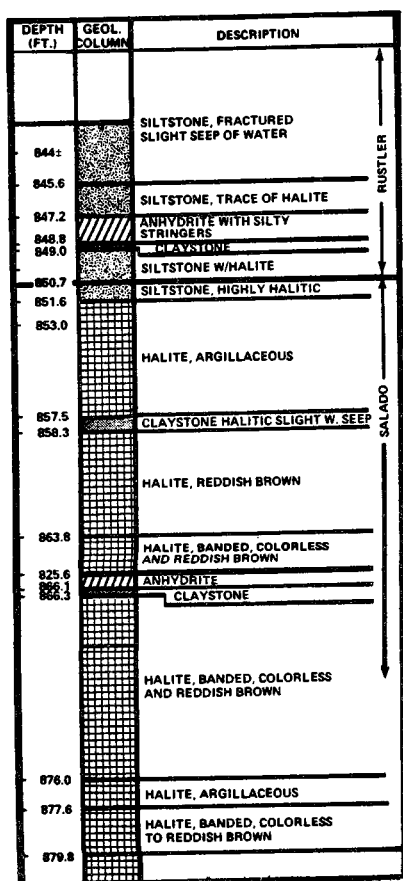 DEPTH (FT.)
GEOL. COLUMN
DESCRIPTION
SILTSTONE, FRACTURED
SLIGHT SEEP OF WATER
844±
RUSTLER
845.6
SILTSTONE, TRACE OF HALITE
847.2
ANHYDRITE WITH SILTY
STRINGERS
848.8
CLAYSTONE
849.0
SILTSTONE W/HALITE
850.7
SILTSTONE, HIGHLY HALITIC
851.6
853.0
HALITE, ARGILLACEOUS
SALADO
857.5
CLAYSTONE HALITIC SLIGHT W. SEEP
858.3
HALITE, REDDISH BROWN
863.8
HALITE, BANDED, COLORLESS
AND REDDISH BROWN
825.6
ANHYDRITE
866.1
CLAYSTONE
866.3
HALITE, BANDED, COLORLESS
AND REDDISH BROWN
876.0
HALITE, ARGILLACEOUS
877.6
HALITE, BANDED, COLORLESS
TO REDDISH BROWN
879.8